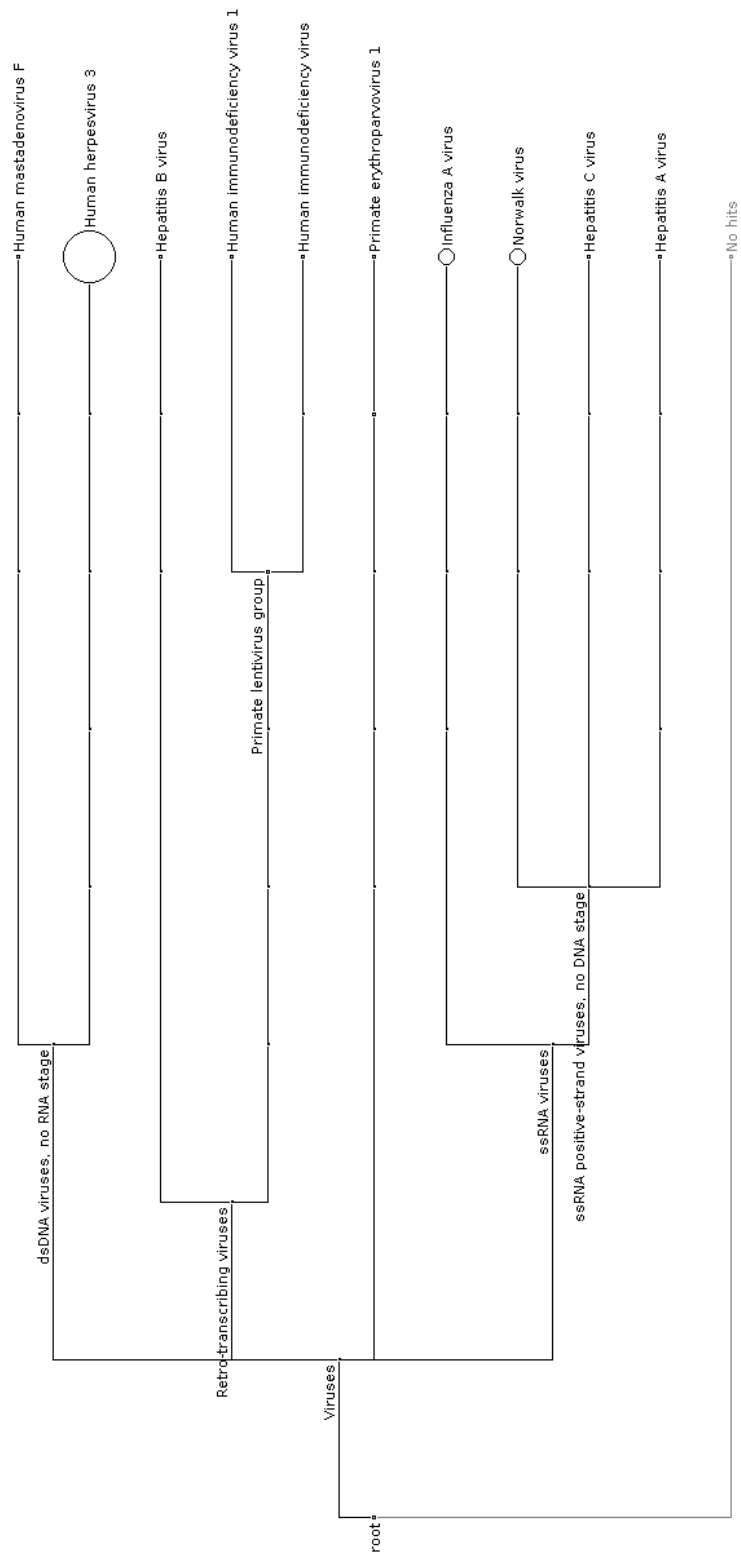 Human mastadenovirus F
Human herpesvirus 3
Hepatitis B virus
Human immunodeficiency virus 1
Human immunodeficiency virus
Primate erythroparvovirus 1
Influenza A virus
Norwalk virus
Hepatitis C virus
Hepatitis A virus
No hits
Primate lentivirus group
dsDNA viruses, no RNA stage
ssRNA viruses
ssRNA positive-strand viruses, no DNA stage
Retro-transcribing viruses
Viruses
root